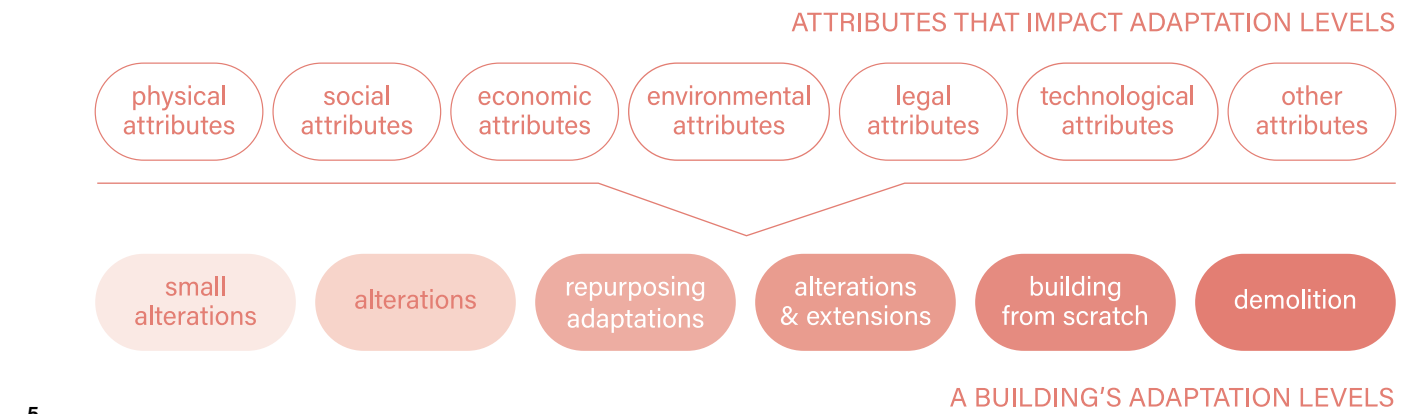 ATTRIBUTES THAT IMPACT ADAPTATION LEVELS
physical
attributes
social
attributes
economic
attributes
environmental
attributes
legal
attributes
technological
attributes
other
attributes
small
alterations
alterations
repurposing
adaptations
alterations
& extensions
building
from scratch
demolition
A BUILDING'S ADAPTATION LEVELS